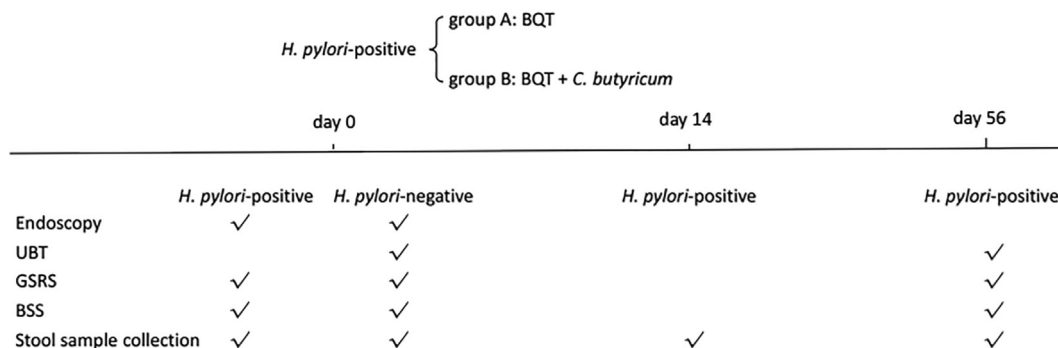 group A: BQT
H. pylori-positive
group B: BQT + C. butyricum
day 0 day 14 day 56
H. pylori-positive H. pylori-negative H. pylori-positive H. pylori-positive
Endoscopy √ √
UBT √ √
GSRS √ √ √
BSS √ √ √
Stool sample collection √ √ √ √